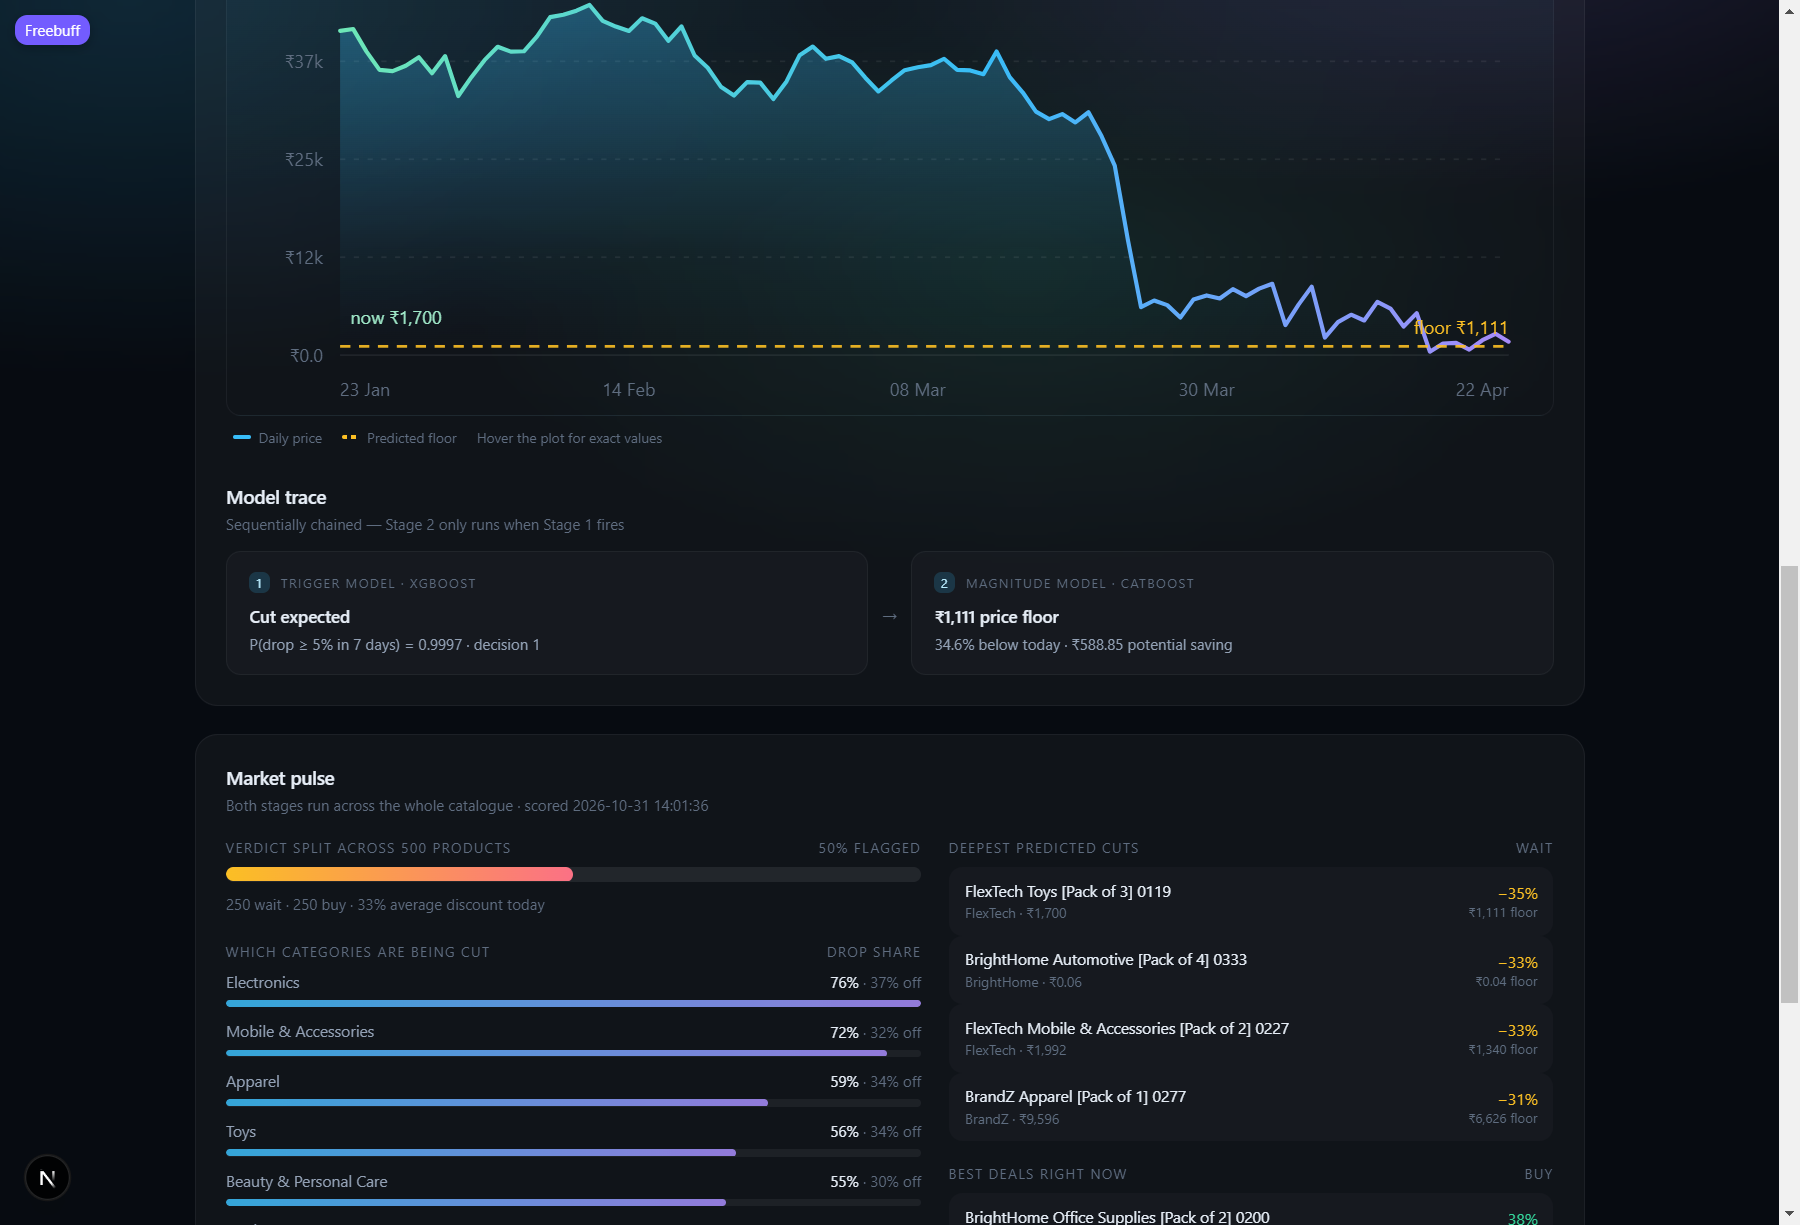 Freebuff
₹37k
₹25k
₹12k
now ₹1,700
floor ₹1,111
₹0.0
23 Jan
14 Feb
08 Mar
30 Mar
22 Apr
Daily price
Predicted floor
Hover the plot for exact values
Model trace
Sequentially chained — Stage 2 only runs when Stage 1 fires
1 TRIGGER MODEL · XGBOOST
Cut expected
P(drop ≥ 5% in 7 days) = 0.9997 · decision 1
→
2 MAGNITUDE MODEL · CATBOOST
₹1,111 price floor
34.6% below today · ₹588.85 potential saving
Market pulse
Both stages run across the whole catalogue · scored 2026-10-31 14:01:36
VERDICT SPLIT ACROSS 500 PRODUCTS
50% FLAGGED
250 wait · 250 buy · 33% average discount today
WHICH CATEGORIES ARE BEING CUT
DROP SHARE
Electronics
76% · 37% off
Mobile & Accessories
72% · 32% off
Apparel
59% · 34% off
Toys
56% · 34% off
Beauty & Personal Care
55% · 30% off
DEEPEST PREDICTED CUTS
WAIT
FlexTech Toys [Pack of 3] 0119
−35%
FlexTech · ₹1,700
₹1,111 floor
BrightHome Automotive [Pack of 4] 0333
−33%
BrightHome · ₹0.06
₹0.04 floor
FlexTech Mobile & Accessories [Pack of 2] 0227
−33%
FlexTech · ₹1,992
₹1,340 floor
BrandZ Apparel [Pack of 1] 0277
−31%
BrandZ · ₹9,596
₹6,626 floor
BEST DEALS RIGHT NOW
BUY
BrightHome Office Supplies [Pack of 2] 0200
38%
N